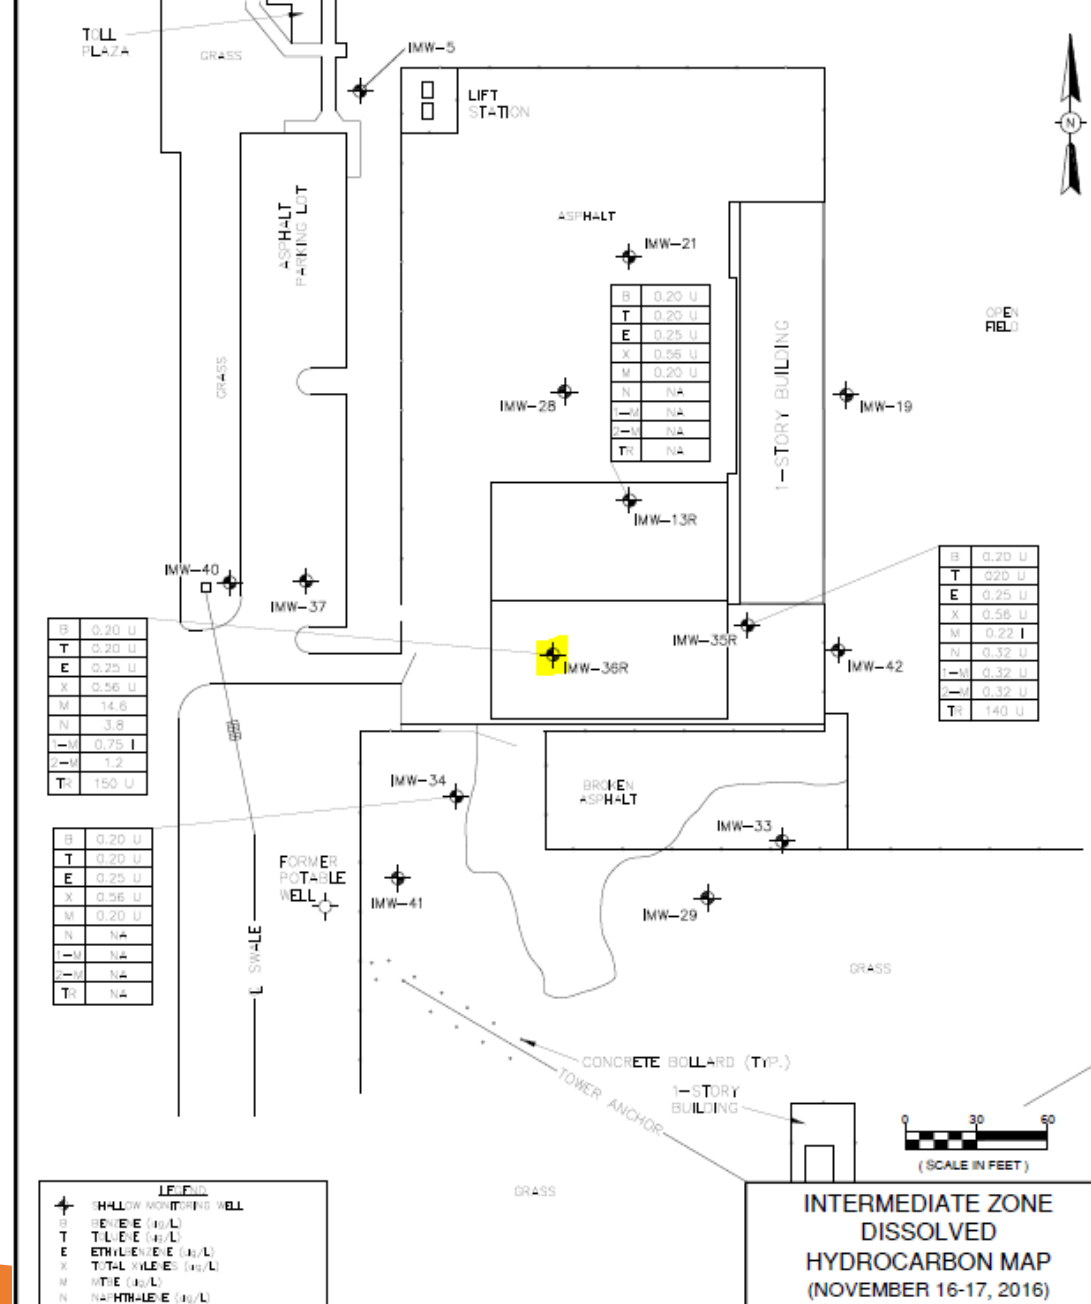 TOLL
PLAZA
GRASS
IMW-5
LIFT
STATION
N
ASPHALT
PARKING LOT
ASPHALT
IMW-21
B 0.20 U
T 0.20 U
E 0.25 U
X 0.56 U
M 0.20 U
N NA
1-M NA
2-M NA
TR NA
OPEN
FIELD
1-STORY BUILDING
GRASS
IMW-28
IMW-19
IMW-13R
IMW-40
IMW-37
IMW-35R
IMW-36R
IMW-42
B 0.20 U
T 020 U
E 0.25 U
X 0.56 U
M 0.22 I
N 0.32 U
1-M 0.32 U
2-M 0.32 U
TR 140 U
B 0.20 U
T 0.20 U
E 0.25 U
X 0.56 U
M 14.6
N 3.8
1-M 0.75 I
2-M 1.2
TR 150 U
IMW-34
BROKEN
ASPHALT
IMW-33
B 0.20 U
T 0.20 U
E 0.25 U
X 0.56 U
M 0.20 U
N NA
1-M NA
2-M NA
TR NA
FORMER
POTABLE
WELL
IMW-41
IMW-29
℄ SWALE
GRASS
CONCRETE BOLLARD (TYP.)
TOWER ANCHOR
1-STORY
BUILDING
0 30 60
( SCALE IN FEET )
GRASS
LEGEND
SHALLOW MONITORING WELL
B BENZENE (ug/L)
T TOLUENE (ug/L)
E ETHYLBENZENE (ug/L)
X TOTAL XYLENES (ug/L)
M MTBE (ug/L)
N NAPHTHALENE (ug/L)
INTERMEDIATE ZONE
DISSOLVED
HYDROCARBON MAP
(NOVEMBER 16-17, 2016)